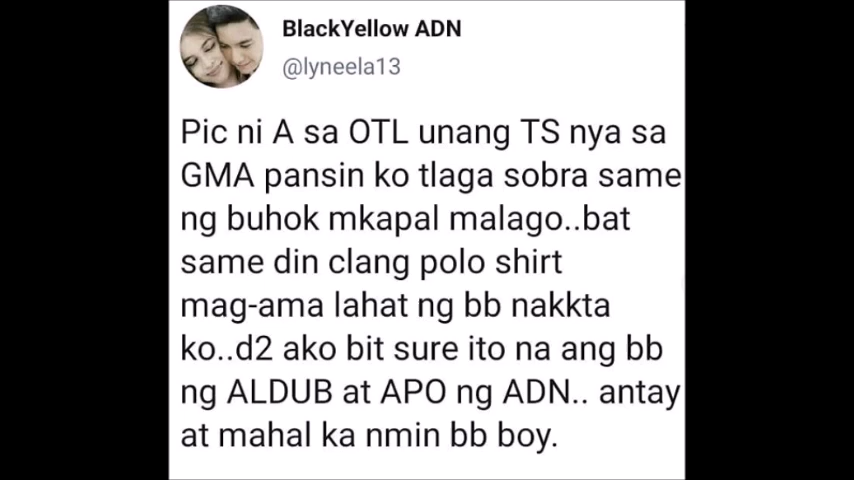 BlackYellow ADN
@lyneela13
Pic ni A sa OTL unang TS nya sa
GMA pansin ko tlaga sobra same
ng buhok mkapal malago..bat
same din clang polo shirt
mag-ama lahat ng bb nakkta
ko..d2 ako bit sure ito na ang bb
ng ALDUB at APO ng ADN.. antay
at mahal ka nmin bb boy.